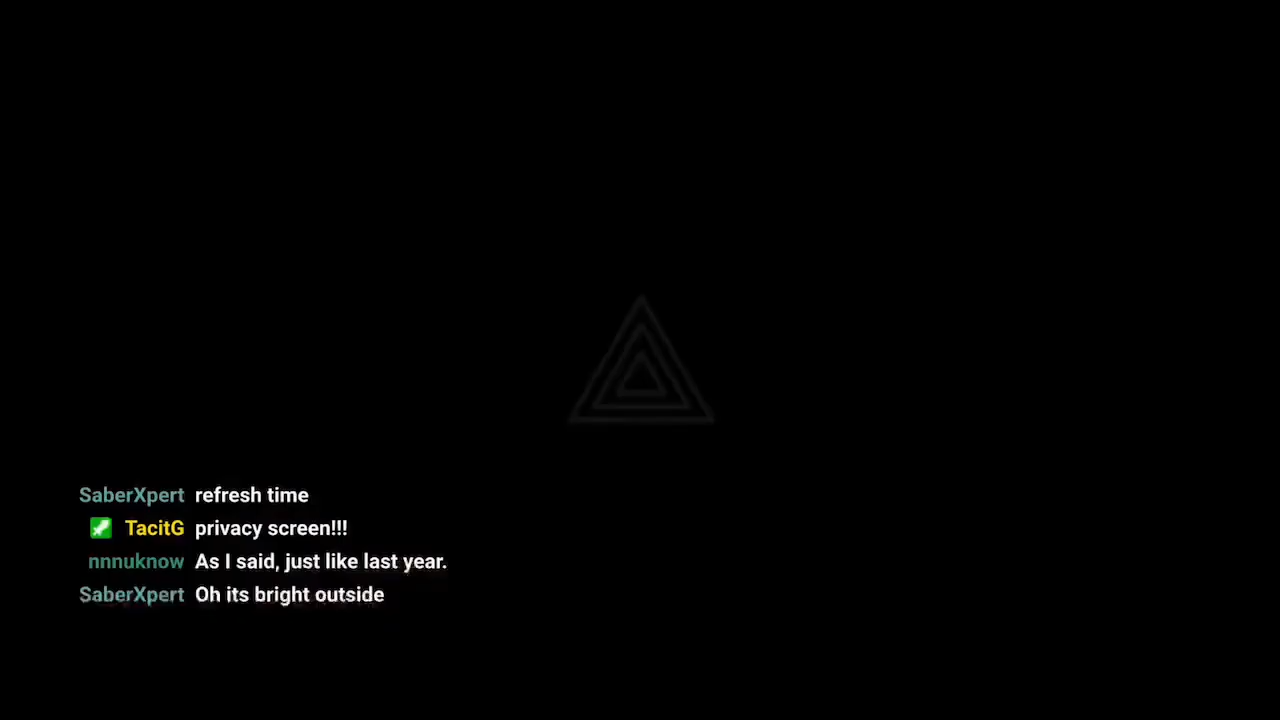 SaberXpert refresh time
TacitG privacy screen!!!
nnnuknow As I said, just like last year.
SaberXpert Oh its bright outside